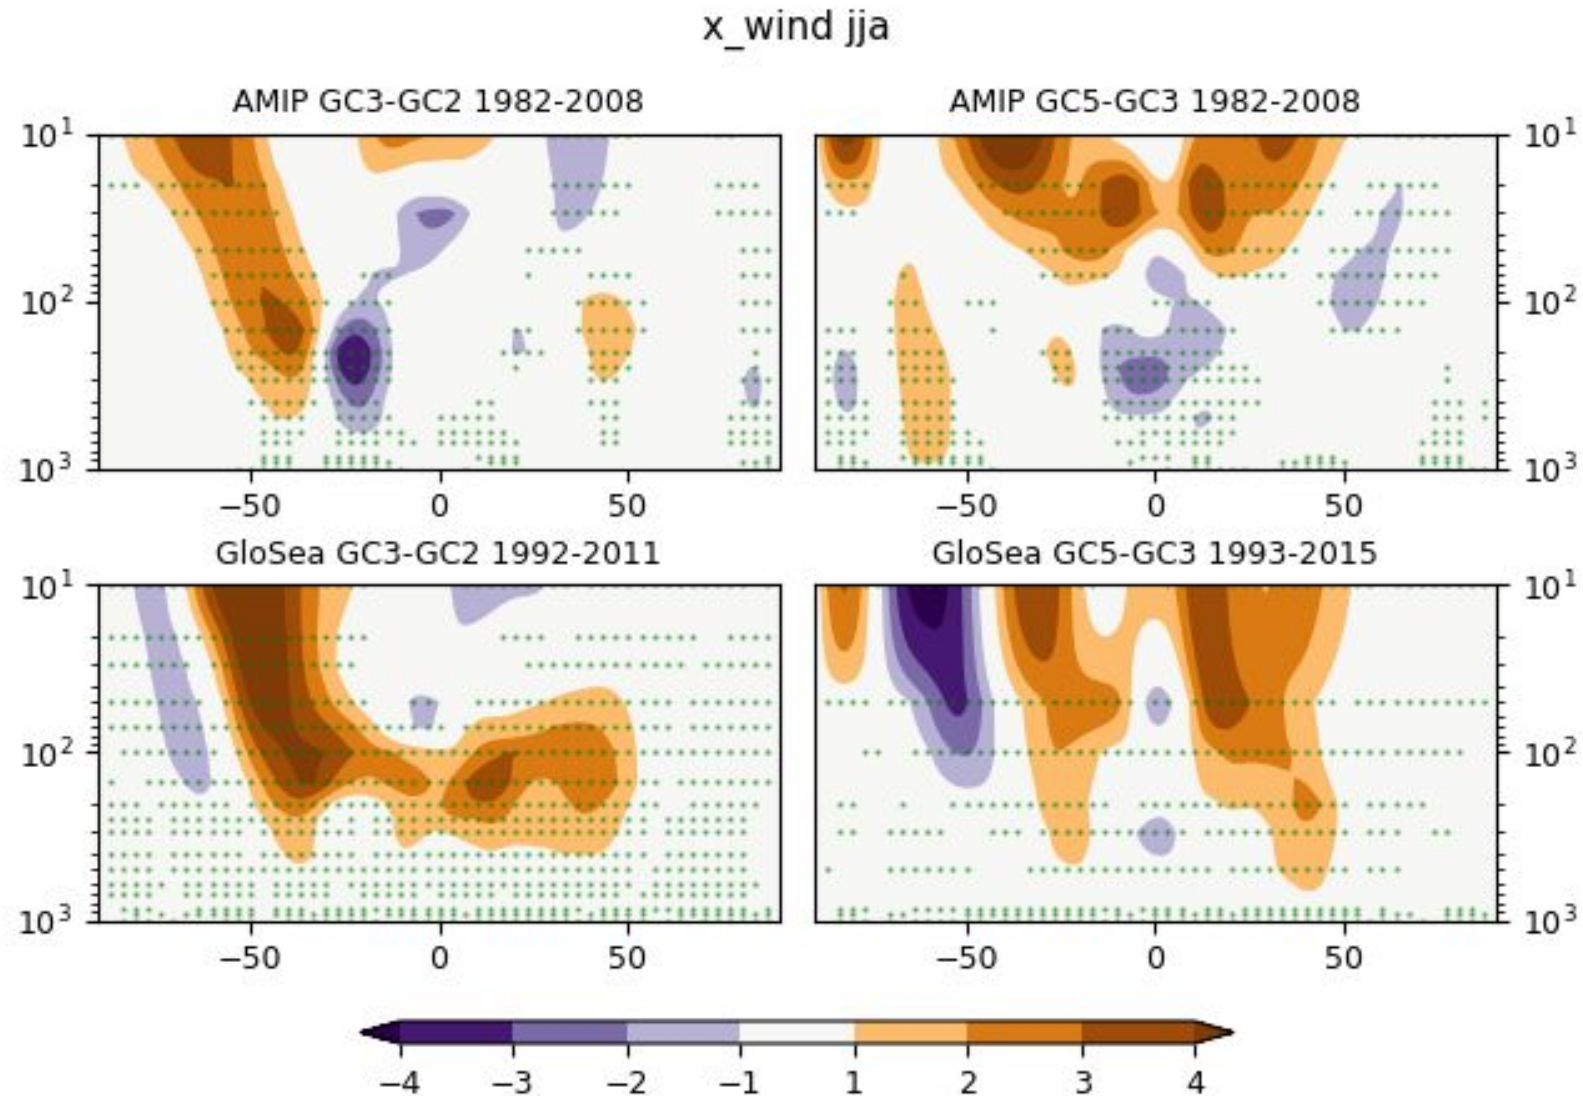 x_wind jja
AMIP GC3-GC2 1982-2008
AMIP GC5-GC3 1982-2008
10¹
10²
10³
−50 0 50
−50 0 50
10¹
10²
10³
GloSea GC3-GC2 1992-2011
GloSea GC5-GC3 1993-2015
10¹
10²
10³
−50 0 50
−50 0 50
10¹
10²
10³
−4 −3 −2 −1 1 2 3 4